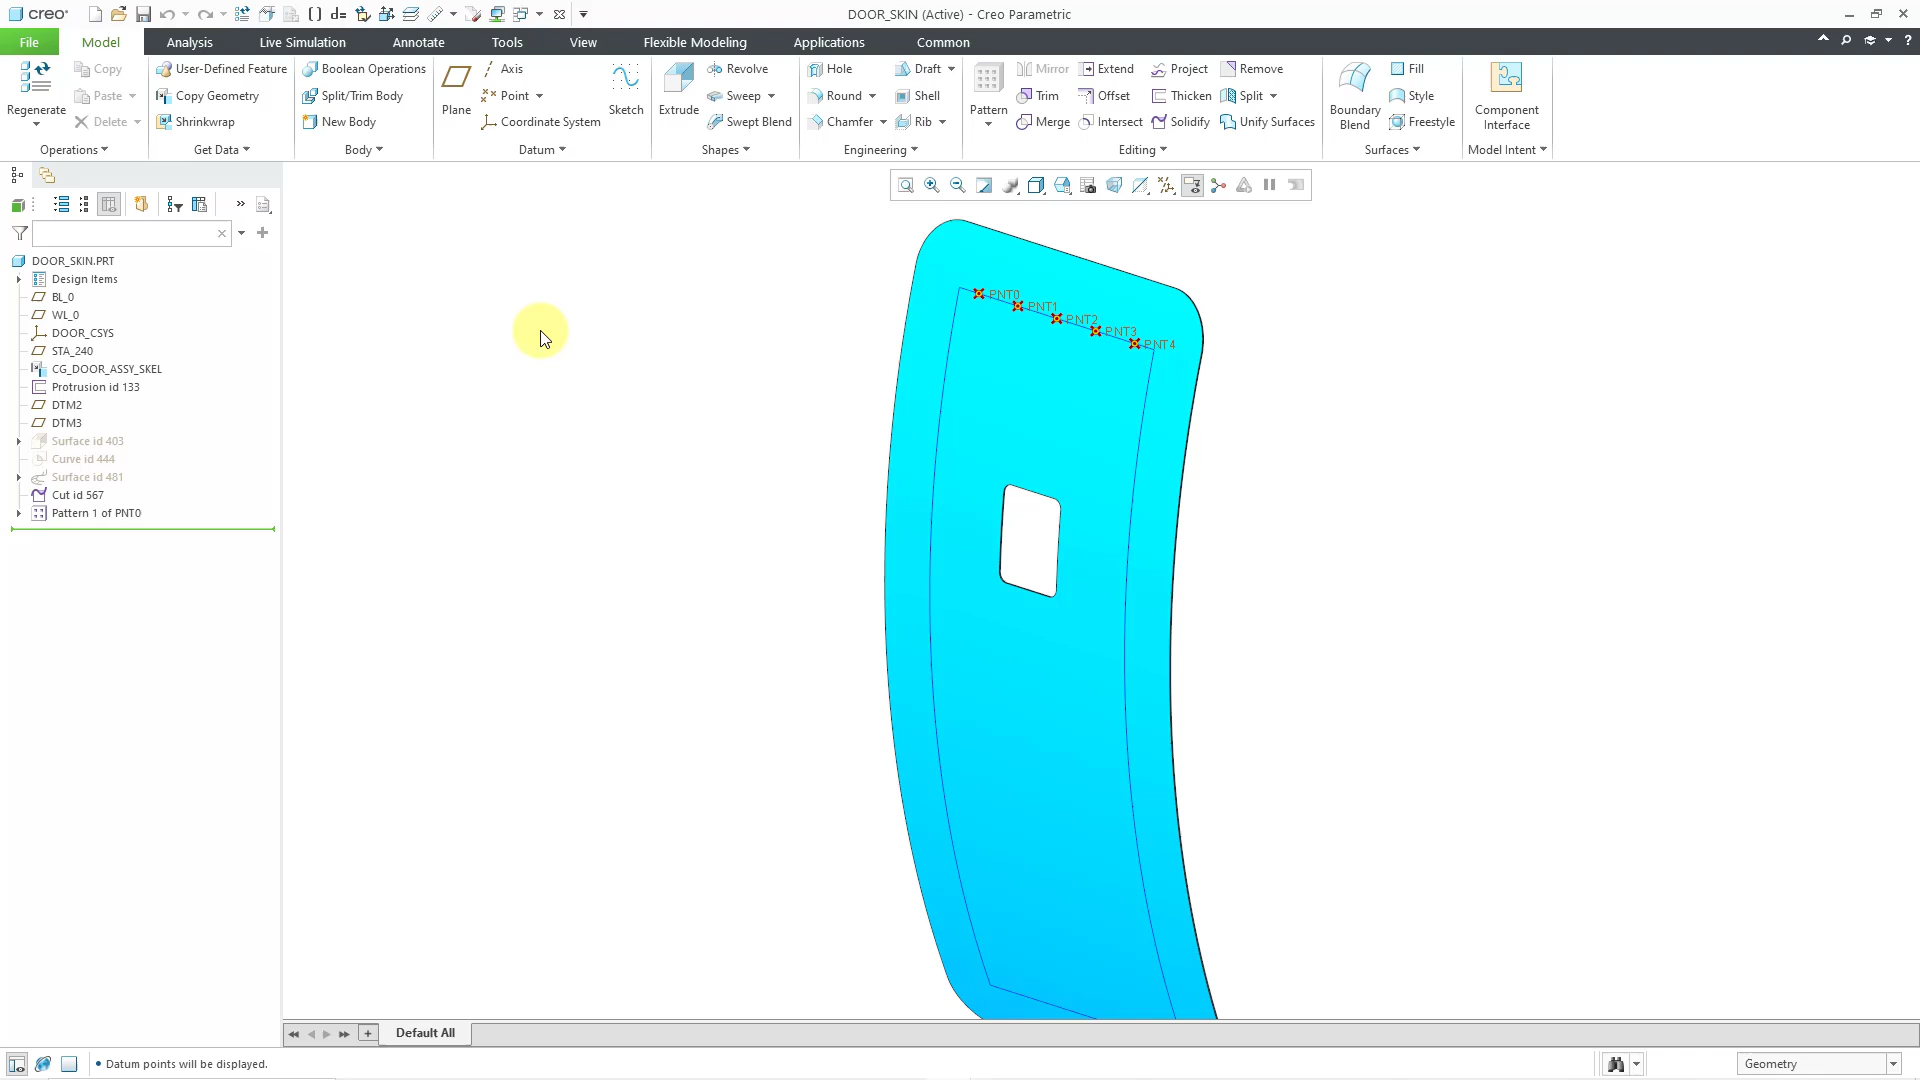 creo
d=
DOOR_SKIN (Active) - Creo Parametric
File
Model
Analysis
Live Simulation
Annotate
Tools
View
Flexible Modeling
Applications
Common
?
Regenerate
Copy
Paste
Delete
User-Defined Feature
Copy Geometry
Shrinkwrap
Boolean Operations
Split/Trim Body
New Body
Plane
Axis
Point
Coordinate System
Sketch
Extrude
Revolve
Sweep
Swept Blend
Hole
Round
Chamfer
Draft
Shell
Rib
Pattern
Mirror
Trim
Merge
Extend
Offset
Intersect
Project
Thicken
Solidify
Remove
Split
Unify Surfaces
Boundary
Blend
Fill
Style
Freestyle
Component
Interface
Operations
Get Data
Body
Datum
Shapes
Engineering
Editing
Surfaces
Model Intent
DOOR_SKIN.PRT
Design Items
BL_0
WL_0
DOOR_CSYS
STA_240
CG_DOOR_ASSY_SKEL
Protrusion id 133
DTM2
DTM3
Surface id 403
Curve id 444
Surface id 481
Cut id 567
Pattern 1 of PNT0
PNT0
PNT1
PNT2
PNT3
PNT4
Default All
• Datum points will be displayed.
Geometry